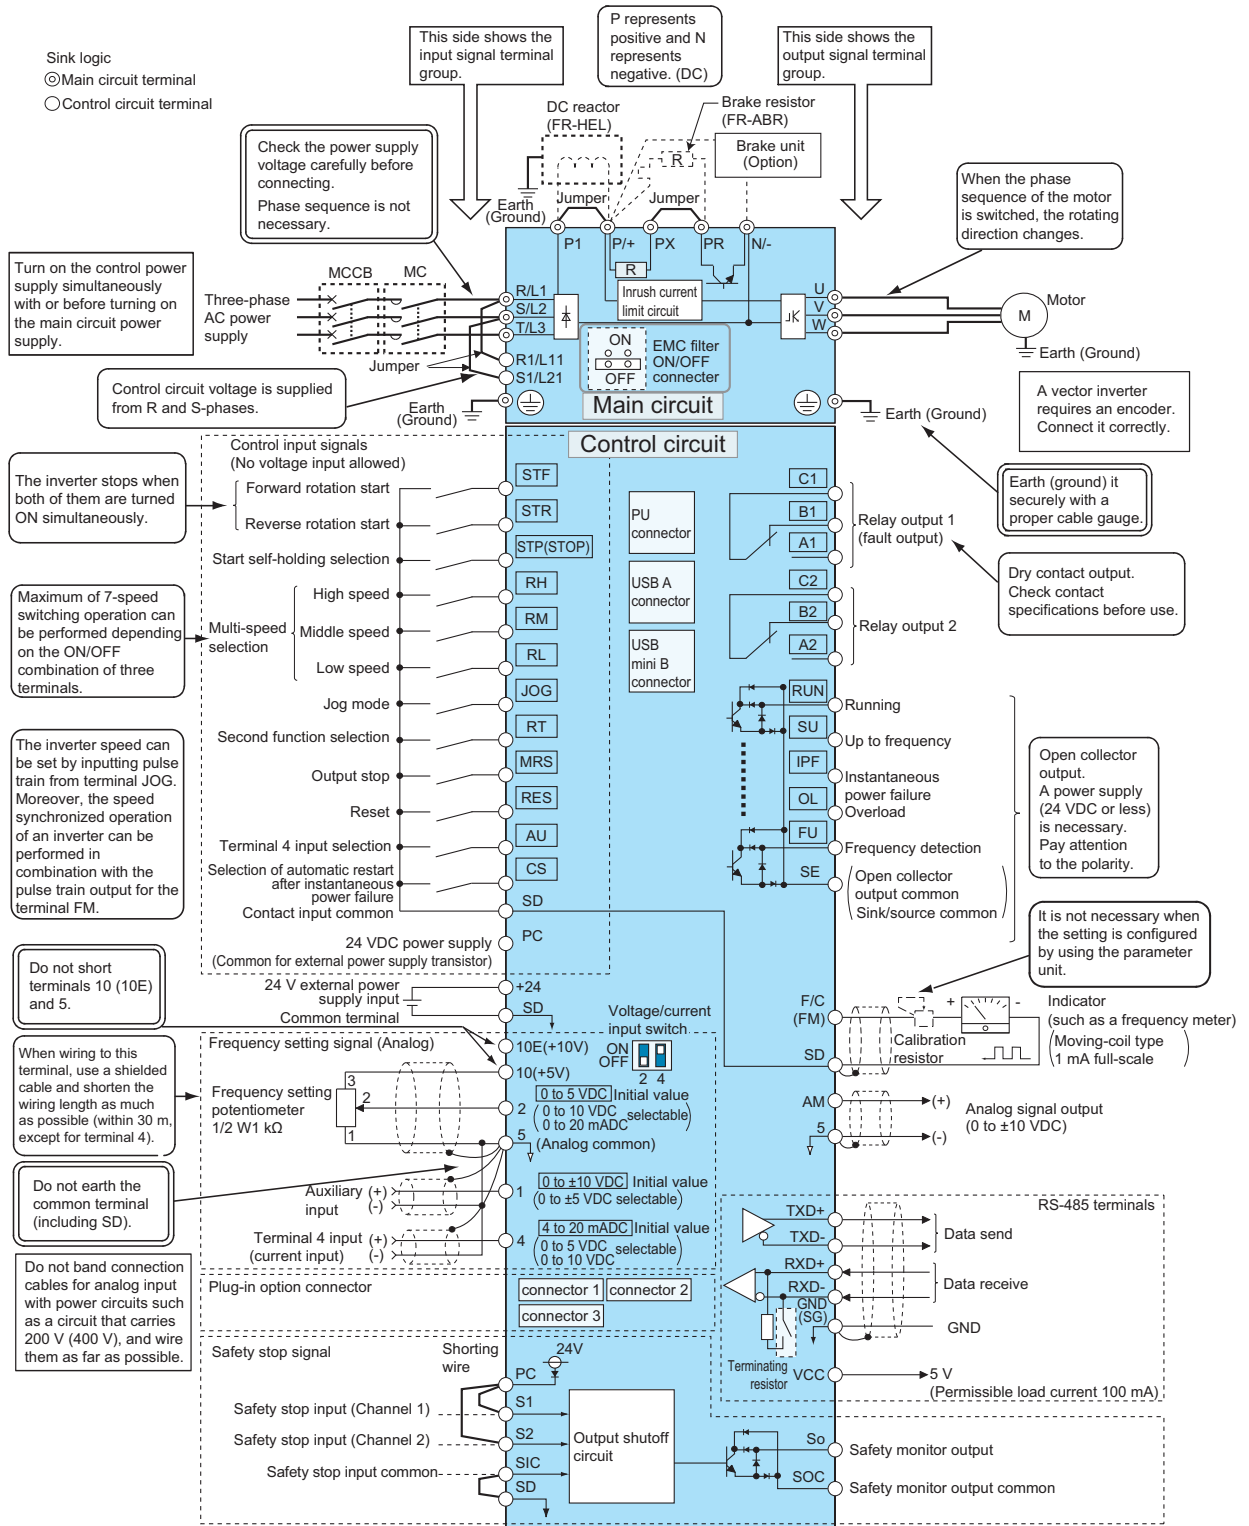 Sink logic
Main circuit terminal
Control circuit terminal
This side shows the
input signal terminal
group.
P represents
positive and N
represents
negative. (DC)
This side shows the
output signal terminal
group.
DC reactor
(FR-HEL)
Brake resistor
(FR-ABR)
R
Brake unit
(Option)
Check the power supply
voltage carefully before
connecting.
Phase sequence is not
necessary.
When the phase
sequence of the motor
is switched, the rotating
direction changes.
Earth
(Ground)
Jumper
Jumper
P1
P/+
PX
PR
N/-
R
Inrush current
limit circuit
Turn on the control power
supply simultaneously
with or before turning on
the main circuit power
supply.
MCCB
MC
Three-phase
AC power
supply
R/L1
S/L2
T/L3
R1/L11
S1/L21
Jumper
U
V
W
Motor
M
Earth (Ground)
ON
OFF
EMC filter
ON/OFF
connecter
Control circuit voltage is supplied
from R and S-phases.
Earth
(Ground)
Main circuit
Earth (Ground)
A vector inverter
requires an encoder.
Connect it correctly.
Earth (ground) it
securely with a
proper cable gauge.
Control circuit
Control input signals
(No voltage input allowed)
The inverter stops when
both of them are turned
ON simultaneously.
Forward rotation start
STF
Reverse rotation start
STR
Start self-holding selection
STP(STOP)
Maximum of 7-speed
switching operation can
be performed depending
on the ON/OFF
combination of three
terminals.
Multi-speed
selection
High speed
RH
Middle speed
RM
Low speed
RL
Jog mode
JOG
Second function selection
RT
Output stop
MRS
Reset
RES
Terminal 4 input selection
AU
Selection of automatic restart
after instantaneous
power failure
CS
Contact input common
SD
24 VDC power supply
(Common for external power supply transistor)
PC
The inverter speed can
be set by inputting pulse
train from terminal JOG.
Moreover, the speed
synchronized operation
of an inverter can be
performed in
combination with the
pulse train output for the
terminal FM.
PU
connector
USB A
connector
USB
mini B
connector
C1
B1
A1
Relay output 1
(fault output)
C2
B2
A2
Relay output 2
Dry contact output.
Check contact
specifications before use.
RUN
Running
SU
Up to frequency
IPF
Instantaneous
power failure
OL
Overload
FU
Frequency detection
SE
Open collector
output common
Sink/source common
Open collector
output.
A power supply
(24 VDC or less)
is necessary.
Pay attention
to the polarity.
It is not necessary when
the setting is configured
by using the parameter
unit.
Do not short
terminals 10 (10E)
and 5.
24 V external power
supply input
+24
Common terminal
SD
Voltage/current
input switch
ON
OFF
2 4
F/C
(FM)
SD
Calibration
resistor
+ -
Indicator
(such as a frequency meter)
(Moving-coil type
1 mA full-scale)
When wiring to this
terminal, use a shielded
cable and shorten the
wiring length as much
as possible (within 30 m,
except for terminal 4).
Frequency setting signal (Analog)
10E(+10V)
10(+5V)
Frequency setting
potentiometer
1/2 W1 kΩ
3
2
1
2
0 to 5 VDC Initial value
(0 to 10 VDC
0 to 20 mADC selectable)
5
(Analog common)
AM
(+)
5
(-)
Analog signal output
(0 to ±10 VDC)
Do not earth the
common terminal
(including SD).
Auxiliary (+)
input (-)
1
0 to ±10 VDC Initial value
(0 to ±5 VDC selectable)
Terminal 4 input (+)
(current input) (-)
4
4 to 20 mADC Initial value
(0 to 5 VDC
0 to 10 VDC selectable)
Do not band connection
cables for analog input
with power circuits such
as a circuit that carries
200 V (400 V), and wire
them as far as possible.
RS-485 terminals
TXD+
TXD-
Data send
RXD+
RXD-
Data receive
GND
(SG)
GND
Terminating
resistor
VCC
5 V
(Permissible load current 100 mA)
Plug-in option connector
connector 1
connector 2
connector 3
Safety stop signal
Shorting
wire
24V
PC
Safety stop input (Channel 1)
S1
Safety stop input (Channel 2)
S2
Safety stop input common
SIC
SD
Output shutoff
circuit
So
Safety monitor output
SOC
Safety monitor output common